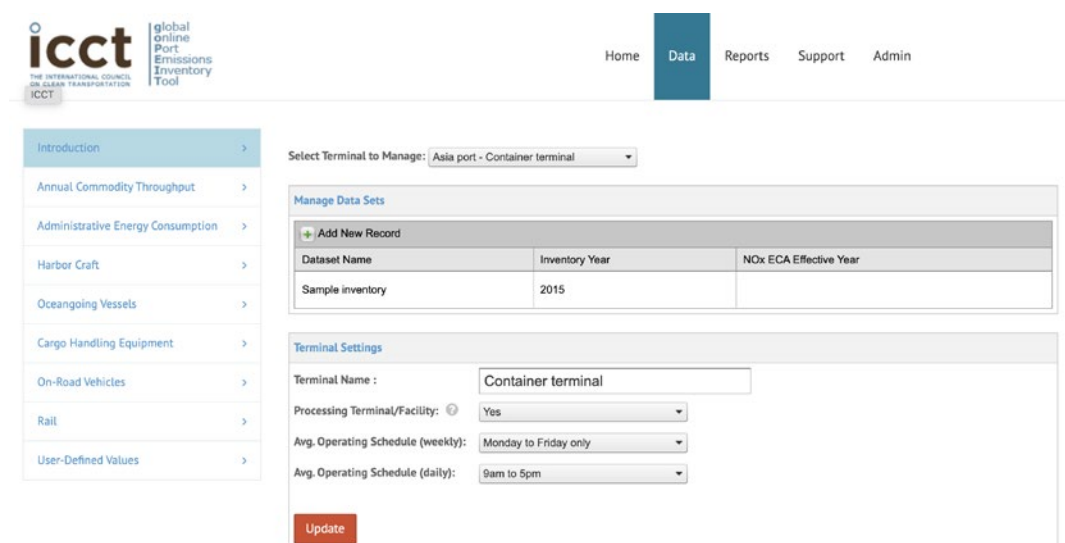 icct
THE INTERNATIONAL COUNCIL
ON CLEAN TRANSPORTATION
global
online
Port
Emissions
Inventory
Tool
ICCT
Home Data Reports Support Admin
Introduction
Annual Commodity Throughput
Administrative Energy Consumption
Harbor Craft
Oceangoing Vessels
Cargo Handling Equipment
On-Road Vehicles
Rail
User-Defined Values
Select Terminal to Manage: Asia port - Container terminal
Manage Data Sets
Add New Record
Dataset Name Inventory Year NOx ECA Effective Year
Sample inventory 2015
Terminal Settings
Terminal Name : Container terminal
Processing Terminal/Facility: ? Yes
Avg. Operating Schedule (weekly): Monday to Friday only
Avg. Operating Schedule (daily): 9am to 5pm
Update